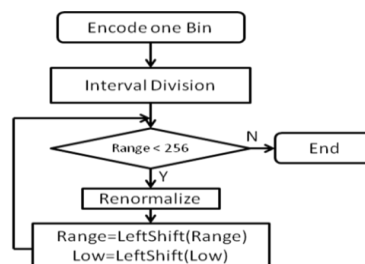 Encode one Bin
Interval Division
Range < 256
N
End
Y
Renormalize
Range=LeftShift(Range)
Low=LeftShift(Low)